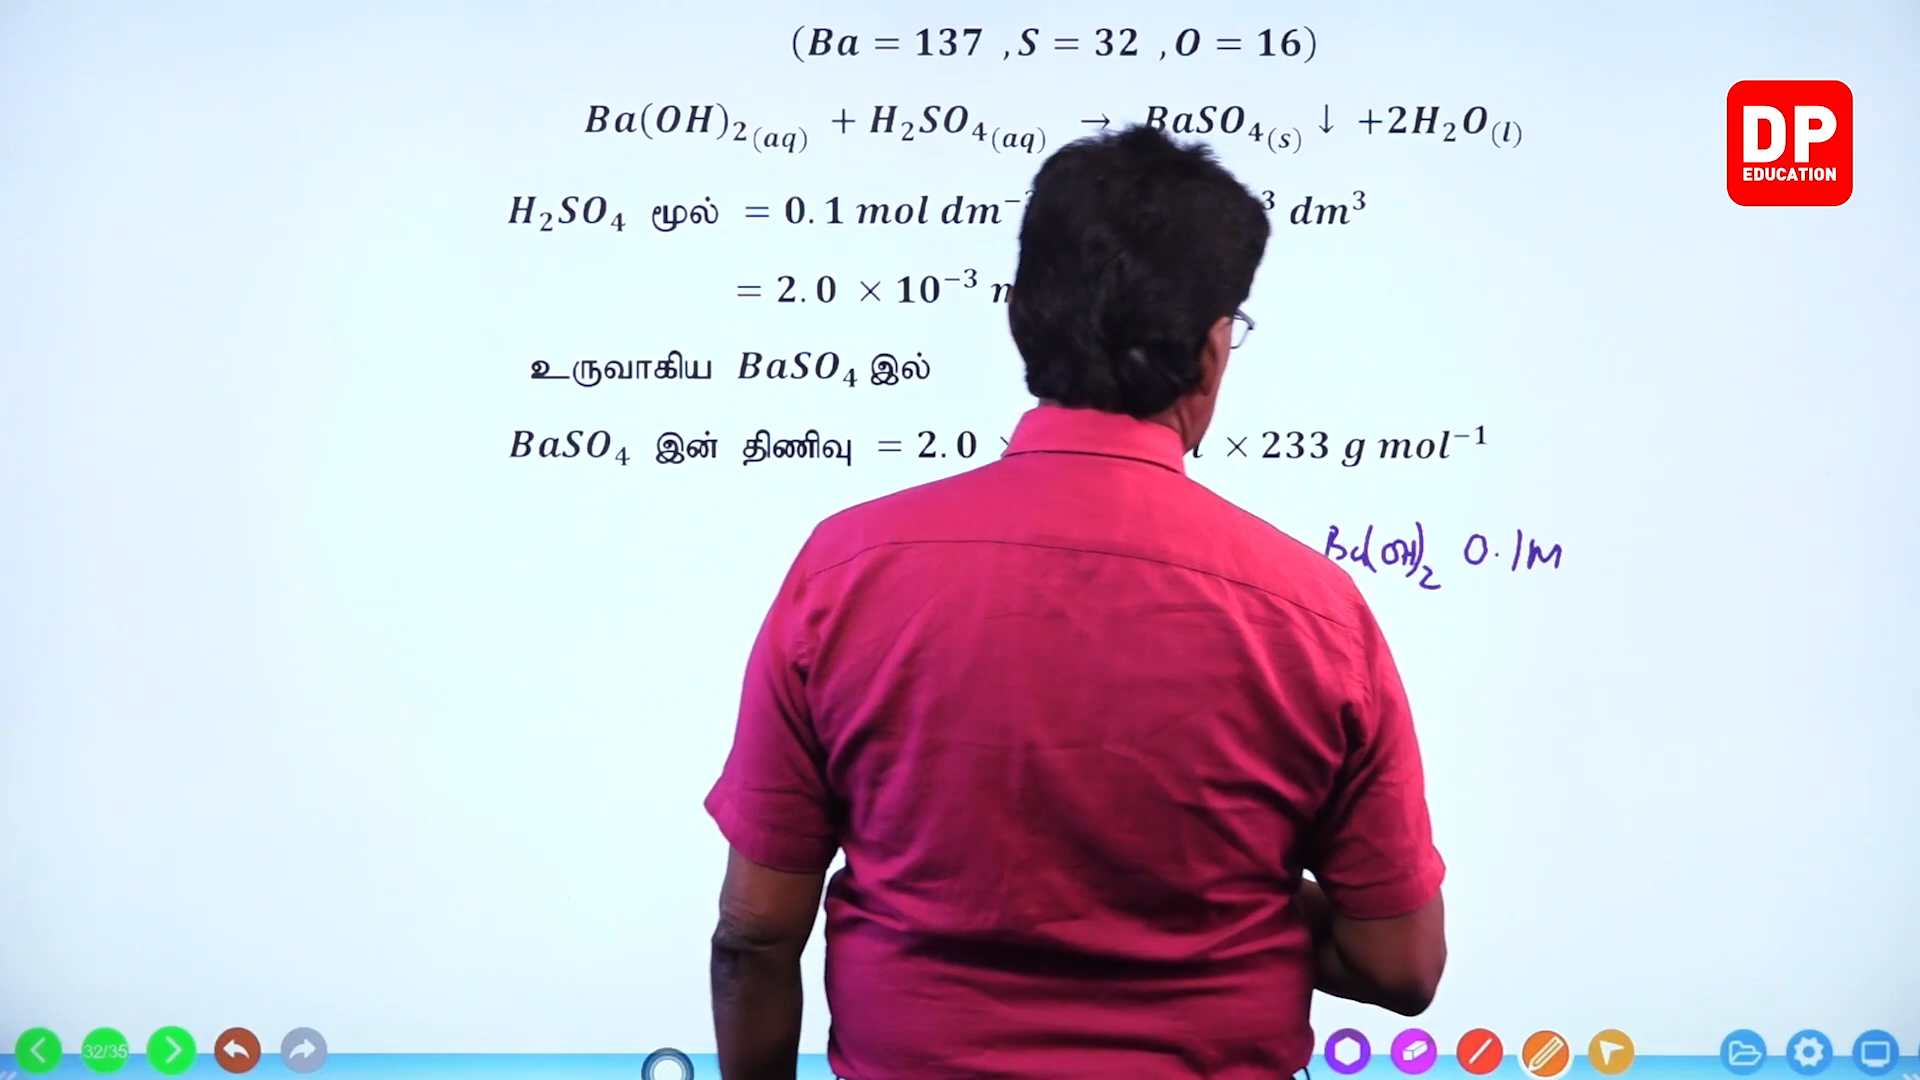 (Ba = 137 , S = 32 , O = 16)
Ba(OH)₂₍aq₎ + H₂SO₄₍aq₎ → BaSO₄₍s₎ ↓ +2H₂O₍l₎
H₂SO₄ மூல் = 0.1 mol dm⁻ ³ dm³
= 2.0 × 10⁻³
உருவாகிய BaSO₄ இல்
BaSO₄ இன் திணிவு = 2.0 × 233 g mol⁻¹
Ba(OH)₂ 0.1M
DP
EDUCATION
32/35